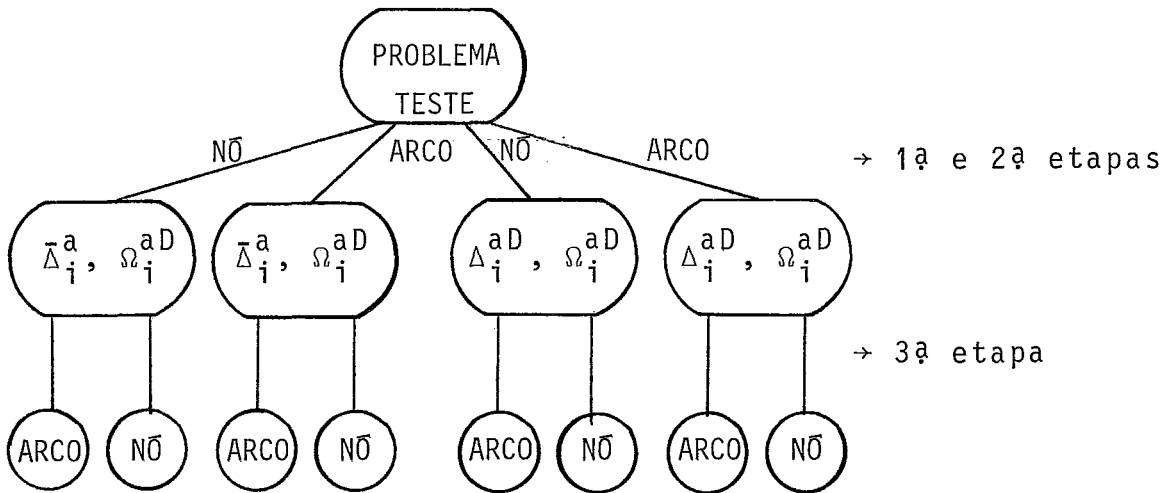 PROBLEMA
TESTE
NÓ ARCO NÓ ARCO
→ 1ª e 2ª etapas
Δ̄ᵢᵃ, Ωᵢᵃᴰ Δ̄ᵢᵃ, Ωᵢᵃᴰ Δᵢᵃᴰ, Ωᵢᵃᴰ Δᵢᵃᴰ, Ωᵢᵃᴰ
→ 3ª etapa
ARCO NÓ ARCO NÓ ARCO NÓ ARCO NÓ